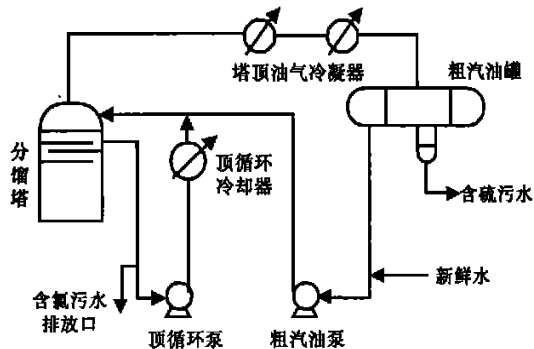 塔顶油气冷凝器
粗汽油罐
分
馏
塔
顶循环
冷却器
含硫污水
新鲜水
含氯污水
排放口
顶循环泵
粗汽油泵